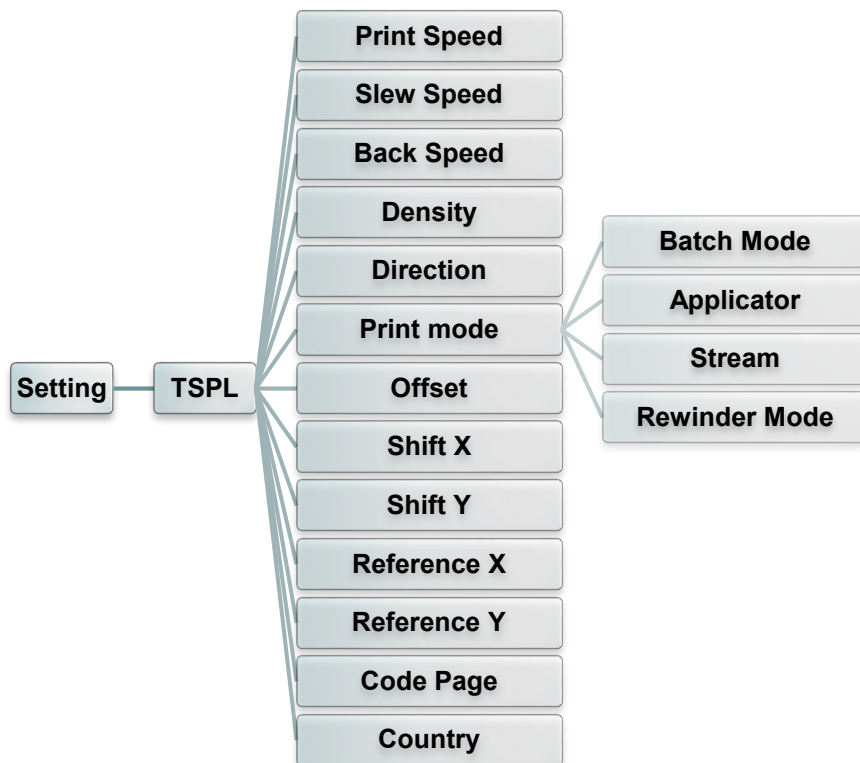 Print Speed
Slew Speed
Back Speed
Density
Direction
Print mode
Offset
Shift X
Shift Y
Reference X
Reference Y
Code Page
Country
Setting
TSPL
Batch Mode
Applicator
Stream
Rewinder Mode